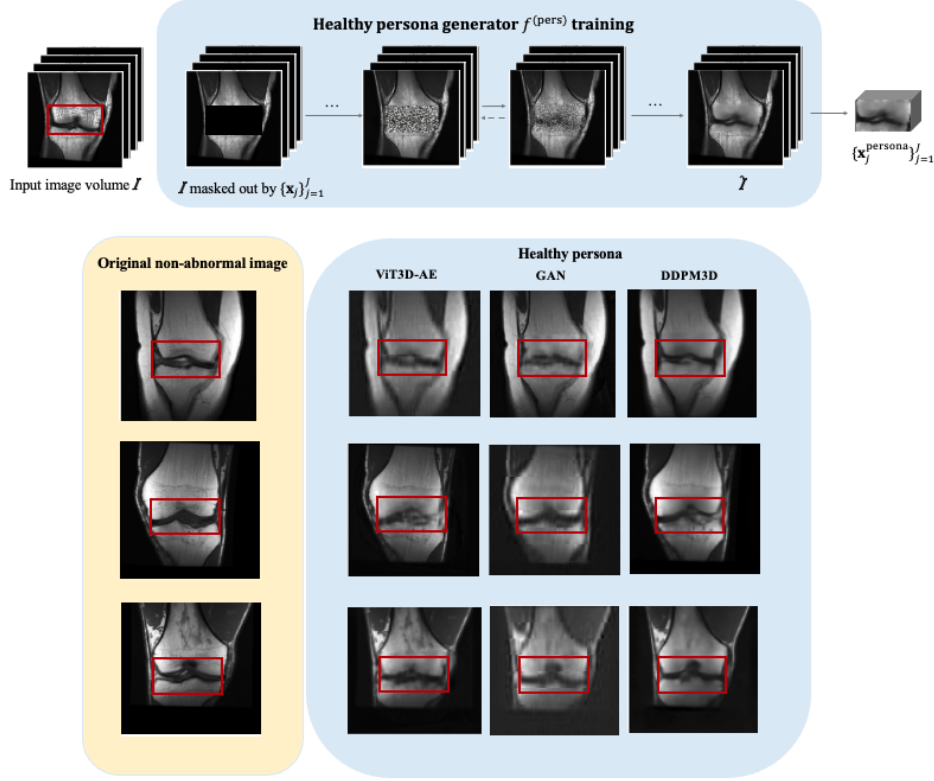 Healthy persona generator f^(pers) training
...
...
Input image volume I
I masked out by {x_j}_{j=1}^J
Ĩ
{x_j^persona}_{j=1}^J
Original non-abnormal image
Healthy persona
ViT3D-AE GAN DDPM3D